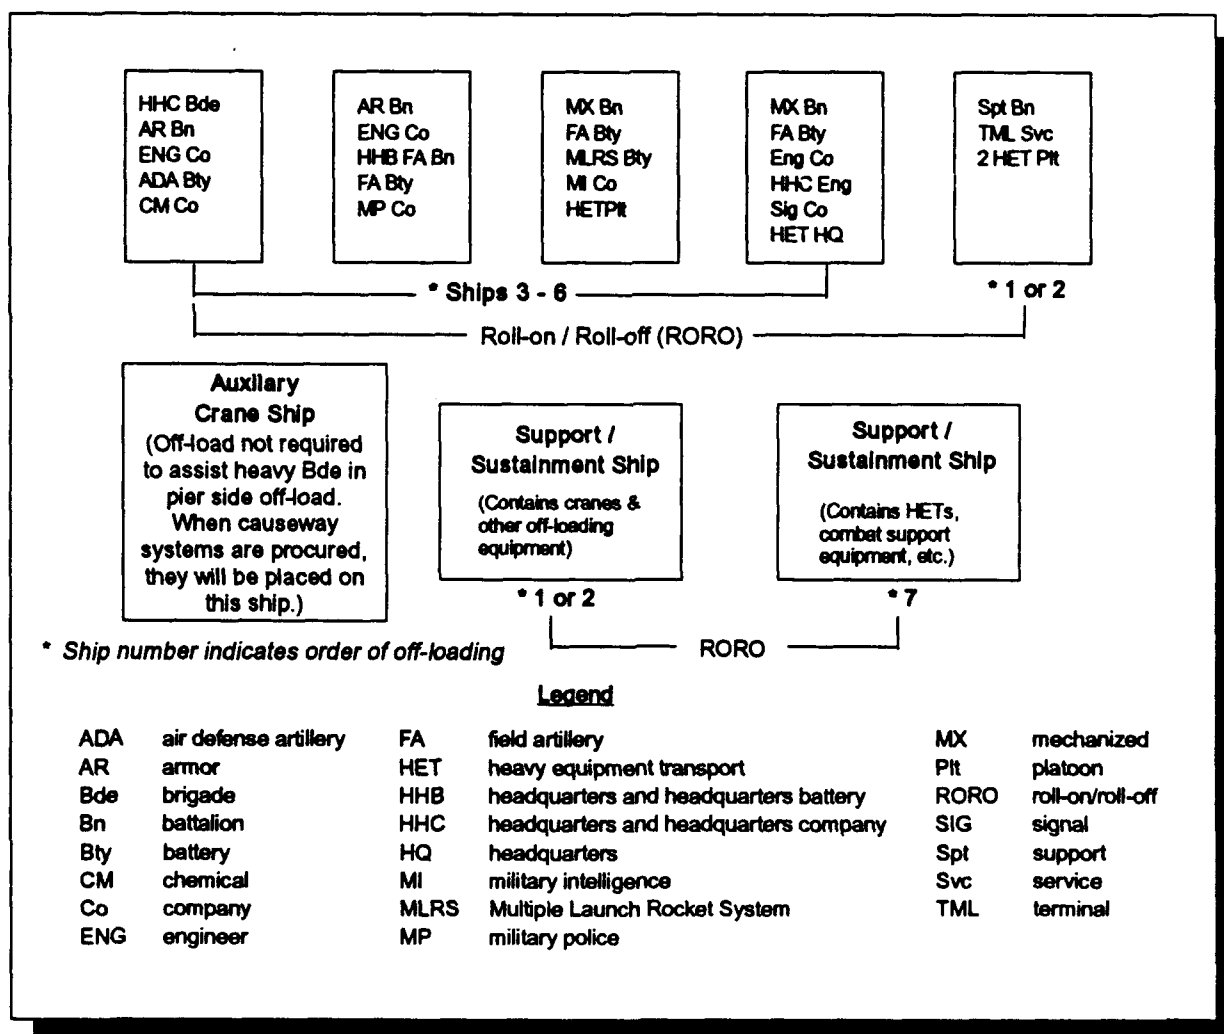 HHC Bde
AR Bn
ENG Co
ADA Bty
CM Co
AR Bn
ENG Co
HHB FA Bn
FA Bty
MP Co
MX Bn
FA Bty
MLRS Bty
MI Co
HETPlt
MX Bn
FA Bty
Eng Co
HHC Eng
Sig Co
HET HQ
Spt Bn
TML Svc
2 HET Plt
* Ships 3 - 6
* 1 or 2
Roll-on / Roll-off (RORO)
Auxilary
Crane Ship
(Off-load not required
to assist heavy Bde in
pier side off-load.
When causeway
systems are procured,
they will be placed on
this ship.)
Support /
Sustainment Ship
(Contains cranes &
other off-loading
equipment)
* 1 or 2
Support /
Sustainment Ship
(Contains HETs,
combat support
equipment, etc.)
* 7
RORO
* Ship number indicates order of off-loading
Legend
ADA air defense artillery
AR armor
Bde brigade
Bn battalion
Bty battery
CM chemical
Co company
ENG engineer
FA field artillery
HET heavy equipment transport
HHB headquarters and headquarters battery
HHC headquarters and headquarters company
HQ headquarters
MI military intelligence
MLRS Multiple Launch Rocket System
MP military police
MX mechanized
Plt platoon
RORO roll-on/roll-off
SIG signal
Spt support
Svc service
TML terminal